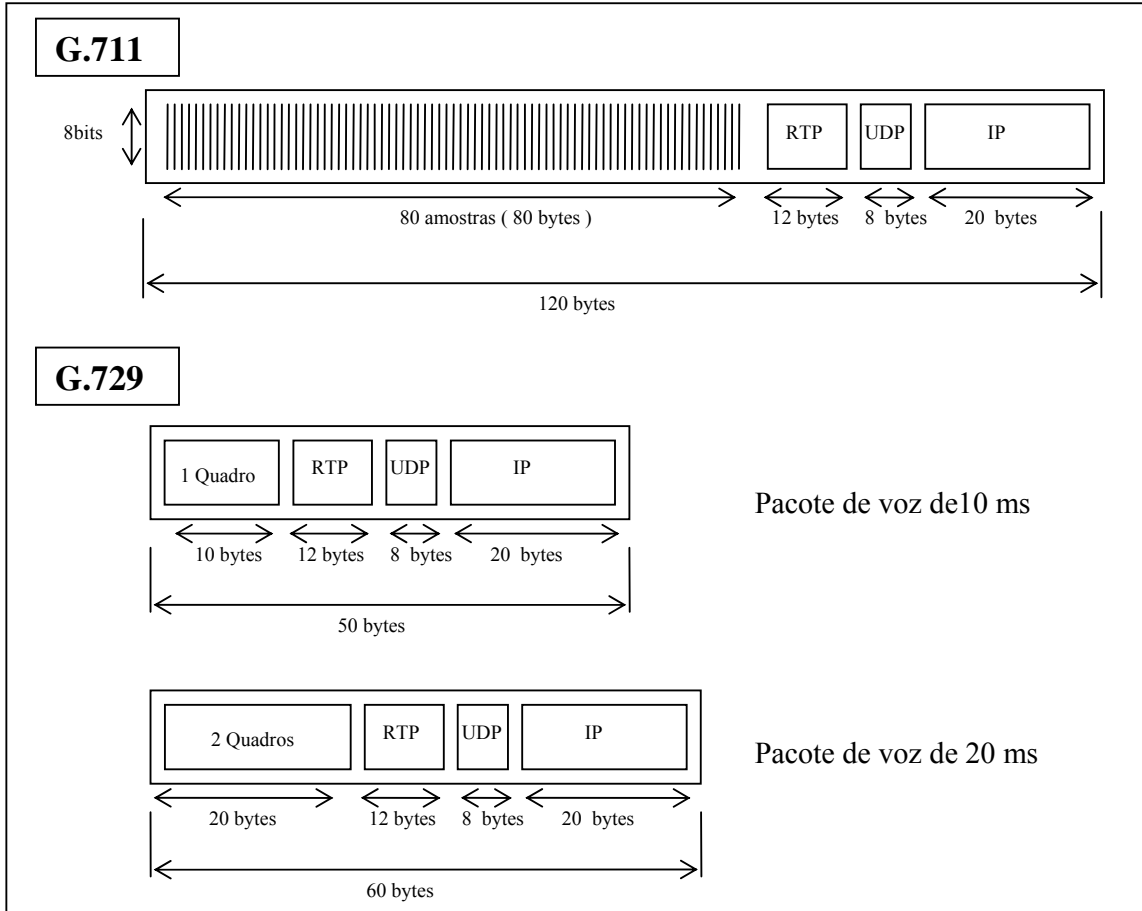 G.711
8bits
RTP UDP IP
80 amostras ( 80 bytes ) 12 bytes 8 bytes 20 bytes
120 bytes
G.729
1 Quadro RTP UDP IP
Pacote de voz de10 ms
10 bytes 12 bytes 8 bytes 20 bytes
50 bytes
2 Quadros RTP UDP IP
Pacote de voz de 20 ms
20 bytes 12 bytes 8 bytes 20 bytes
60 bytes